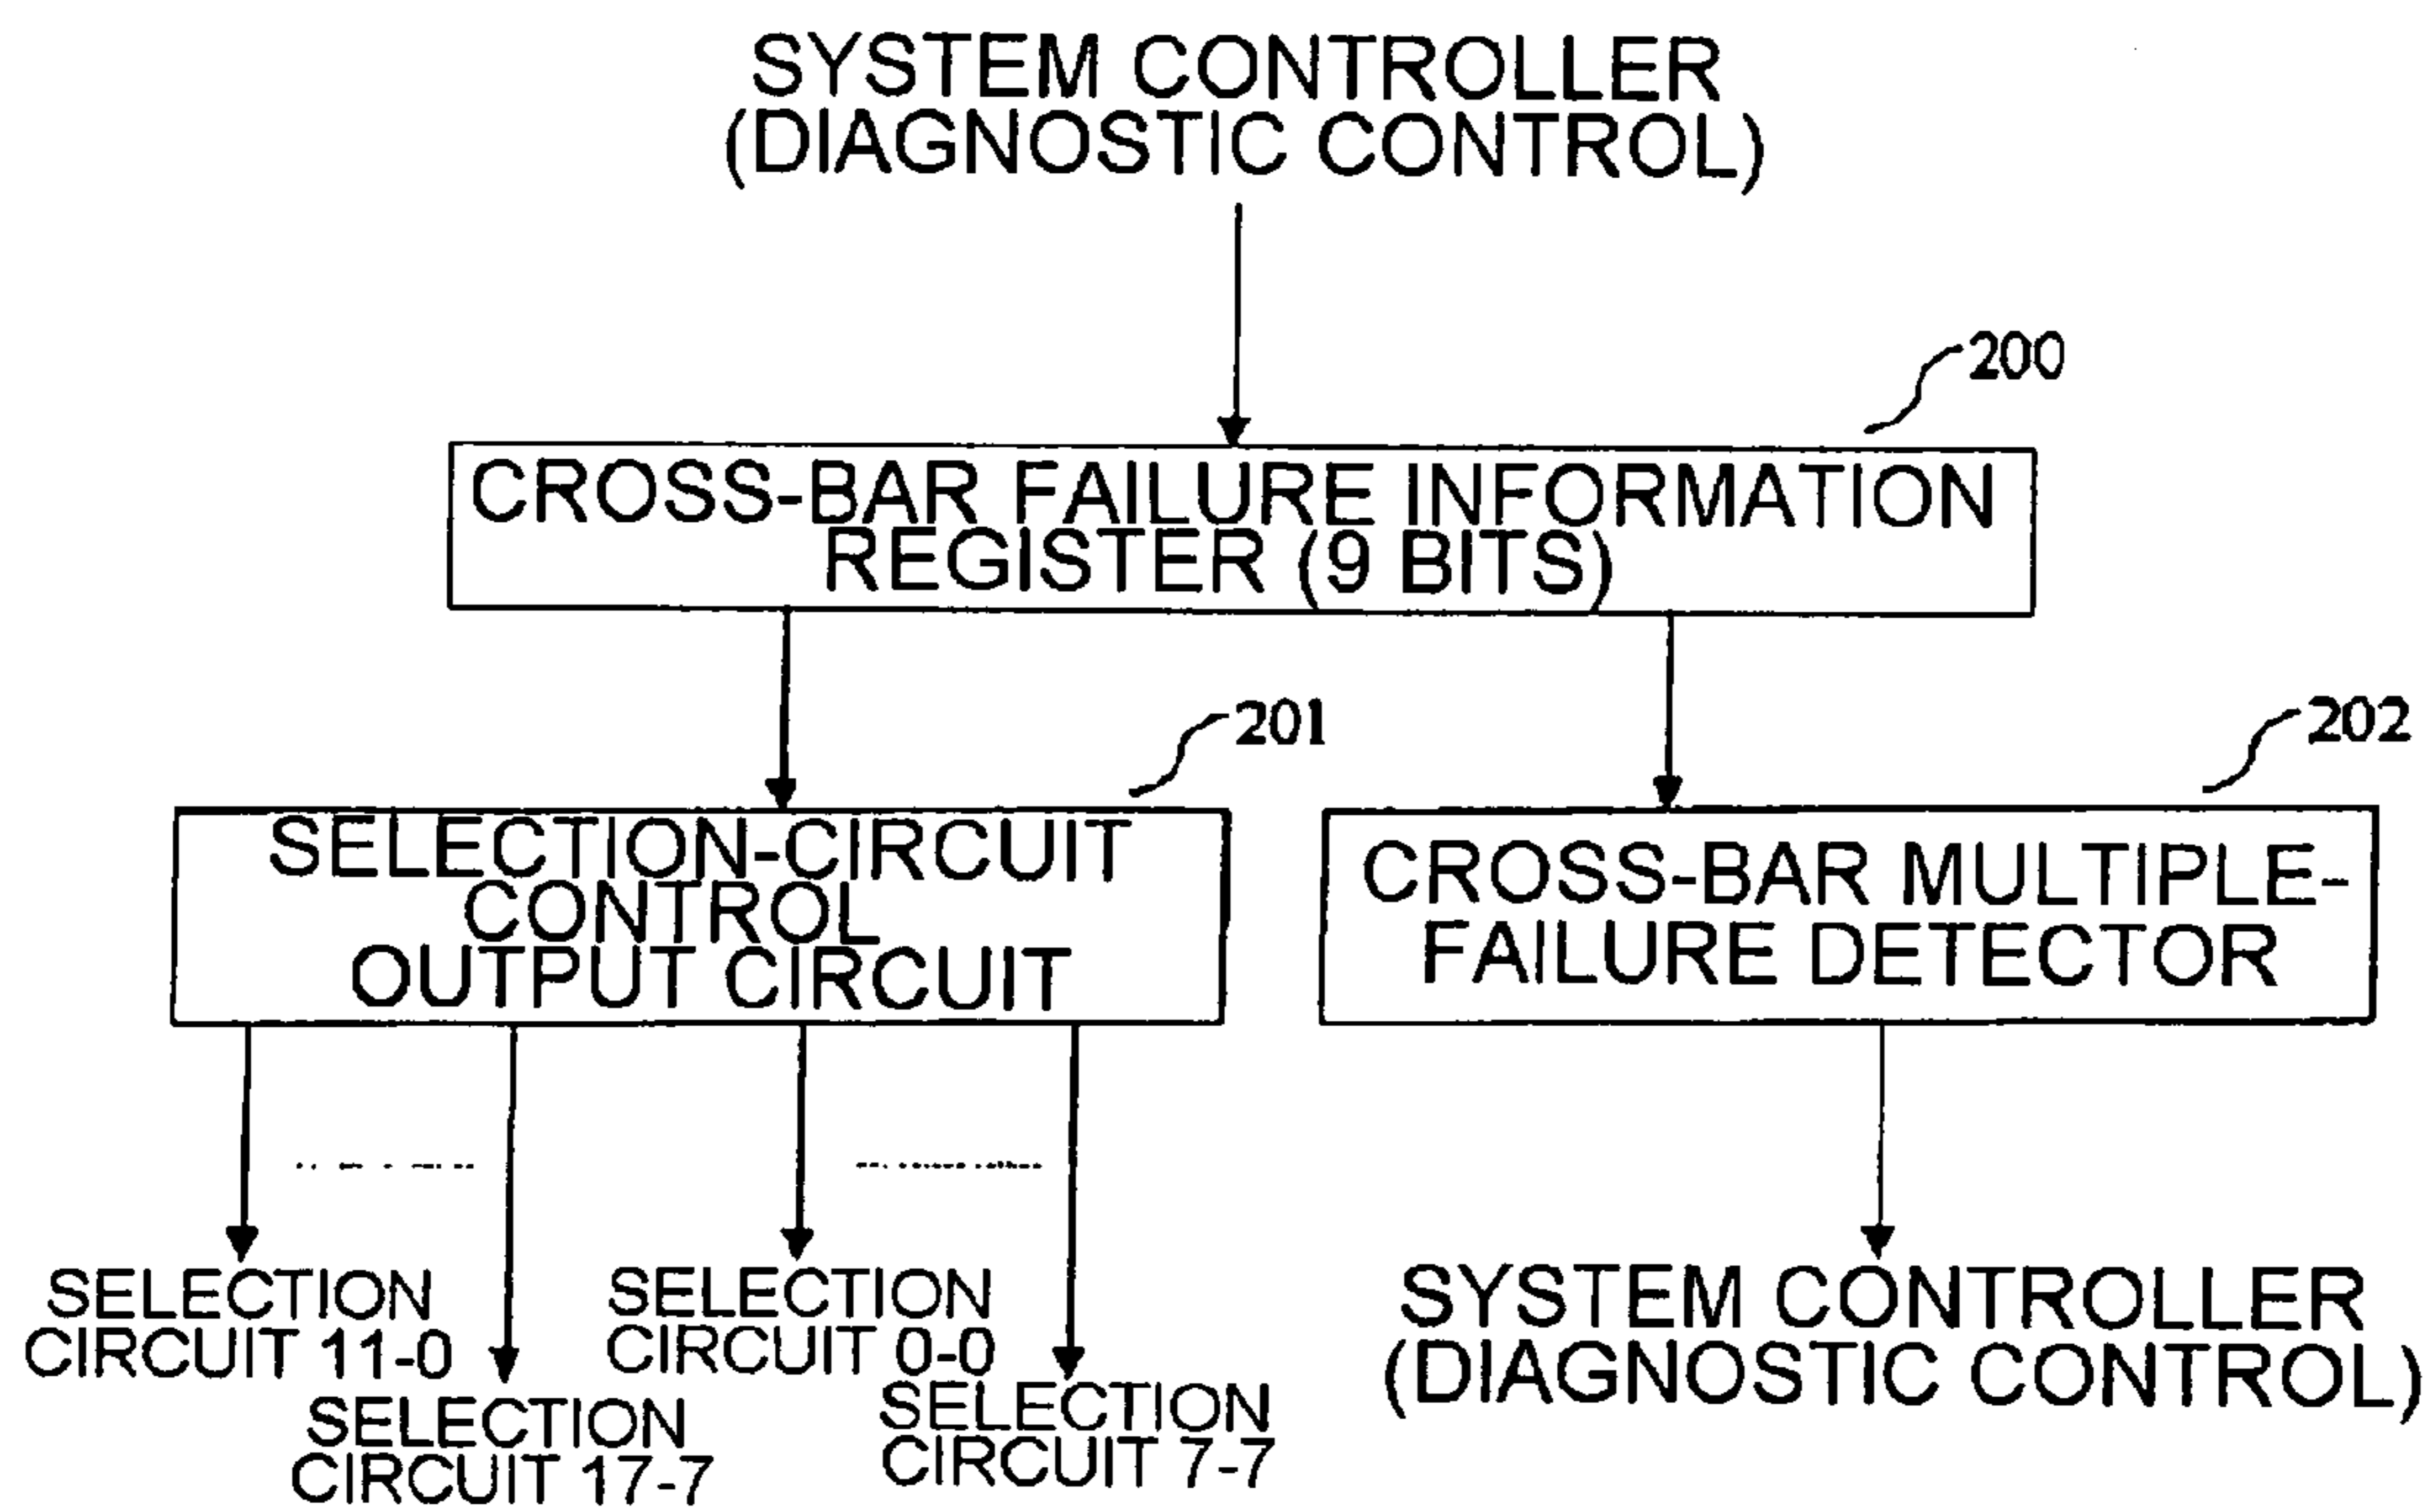 SYSTEM CONTROLLER
(DIAGNOSTIC CONTROL)
200
CROSS-BAR FAILURE INFORMATION
REGISTER (9 BITS)
201
202
SELECTION-CIRCUIT
CONTROL
OUTPUT CIRCUIT
CROSS-BAR MULTIPLE-
FAILURE DETECTOR
SELECTION
CIRCUIT 11-0
SELECTION
CIRCUIT 17-7
SELECTION
CIRCUIT 0-0
SELECTION
CIRCUIT 7-7
SYSTEM CONTROLLER
(DIAGNOSTIC CONTROL)